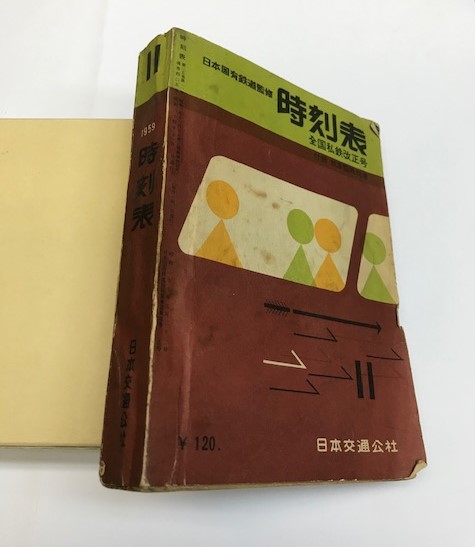 11
1959
時刻表
日本交通公社
日本国有鉄道監修
時刻表
全国私鉄改正号
11
¥120.
日本交通公社